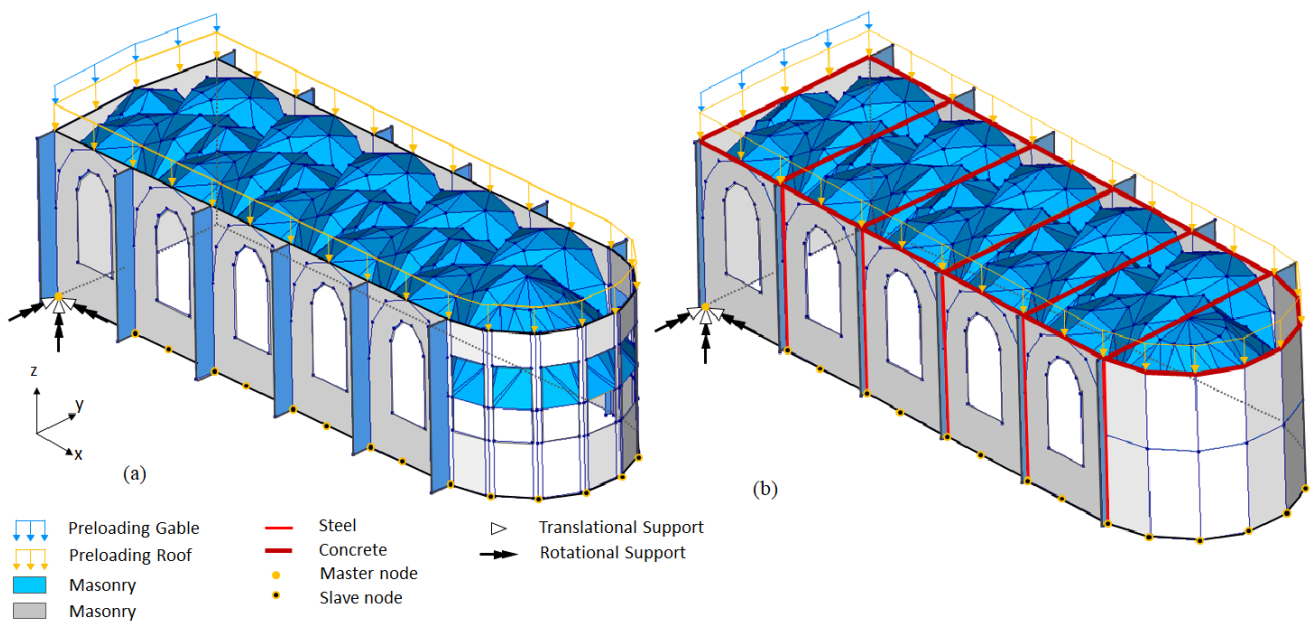 z
y
x
(a)
(b)
Preloading Gable
Preloading Roof
Masonry
Masonry
Steel
Concrete
Master node
Slave node
Translational Support
Rotational Support